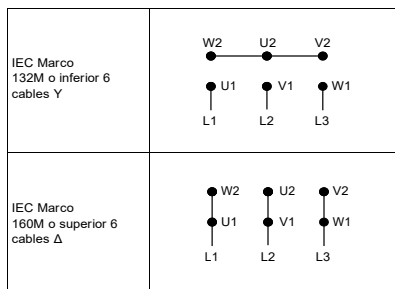 IEC Marco
132M o inferior 6
cables Y
W2 U2 V2
U1 V1 W1
L1 L2 L3
IEC Marco
160M o superior 6
cables Δ
W2 U2 V2
U1 V1 W1
L1 L2 L3